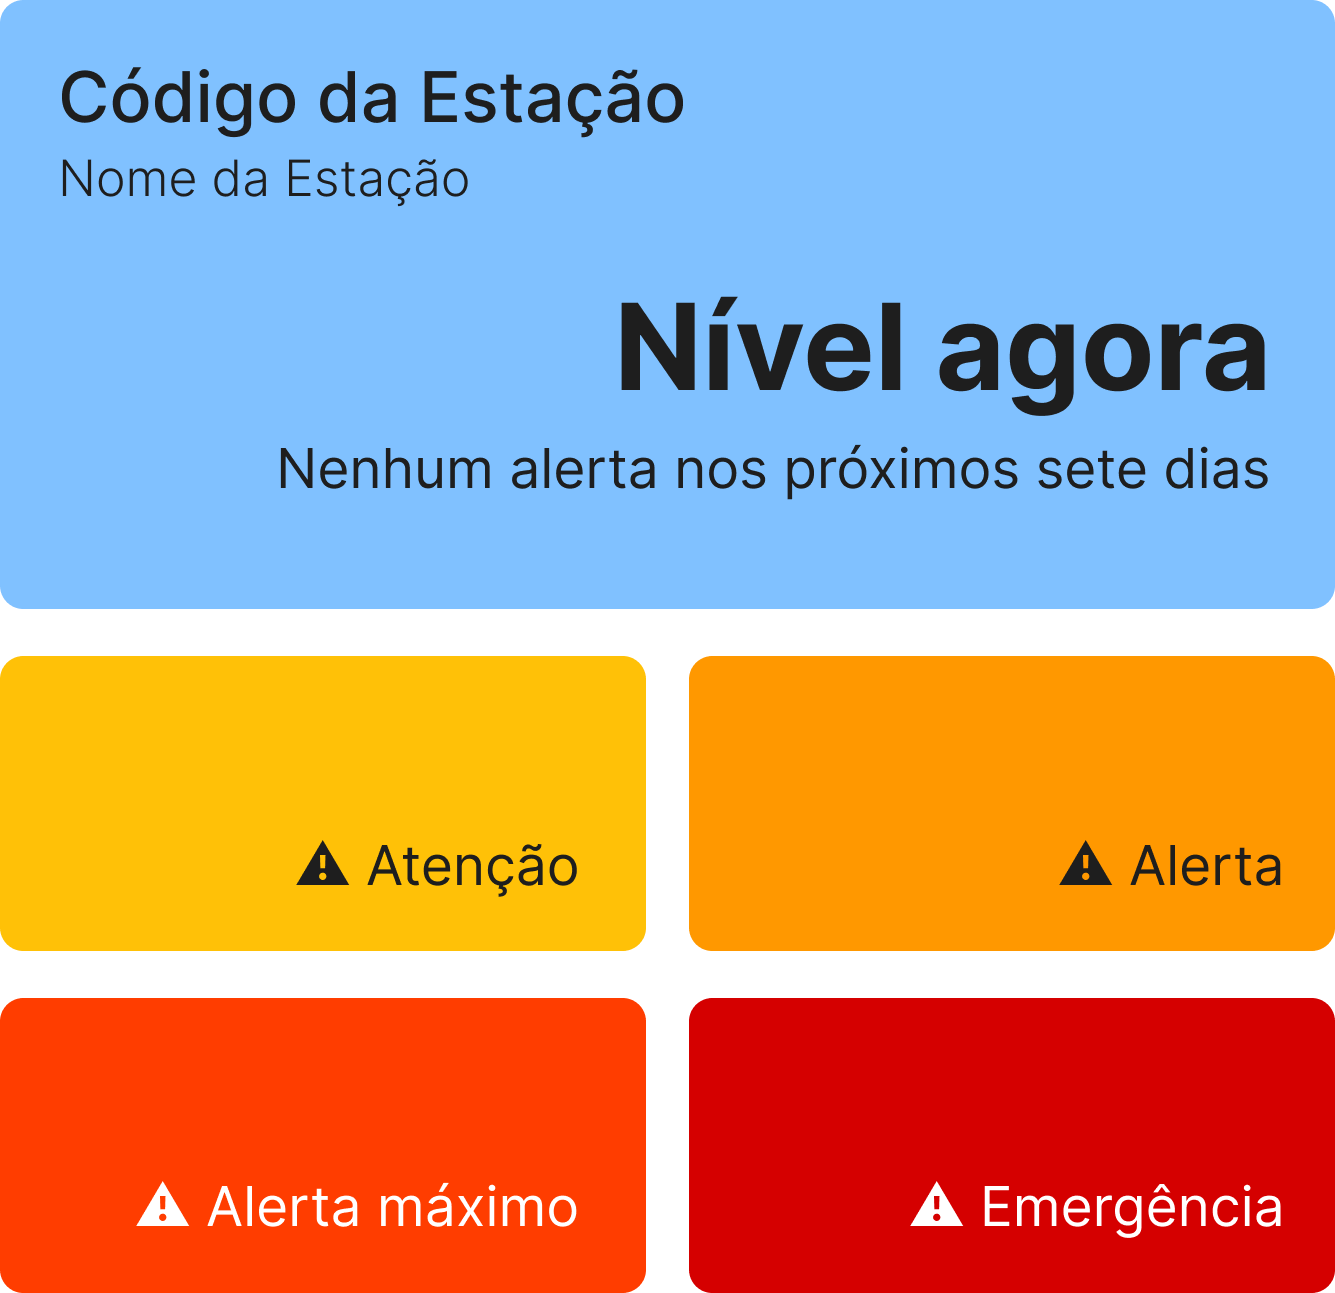 Código da Estação
Nome da Estação
Nível agora
Nenhum alerta nos próximos sete dias
⚠ Atenção
⚠ Alerta
⚠ Alerta máximo
⚠ Emergência